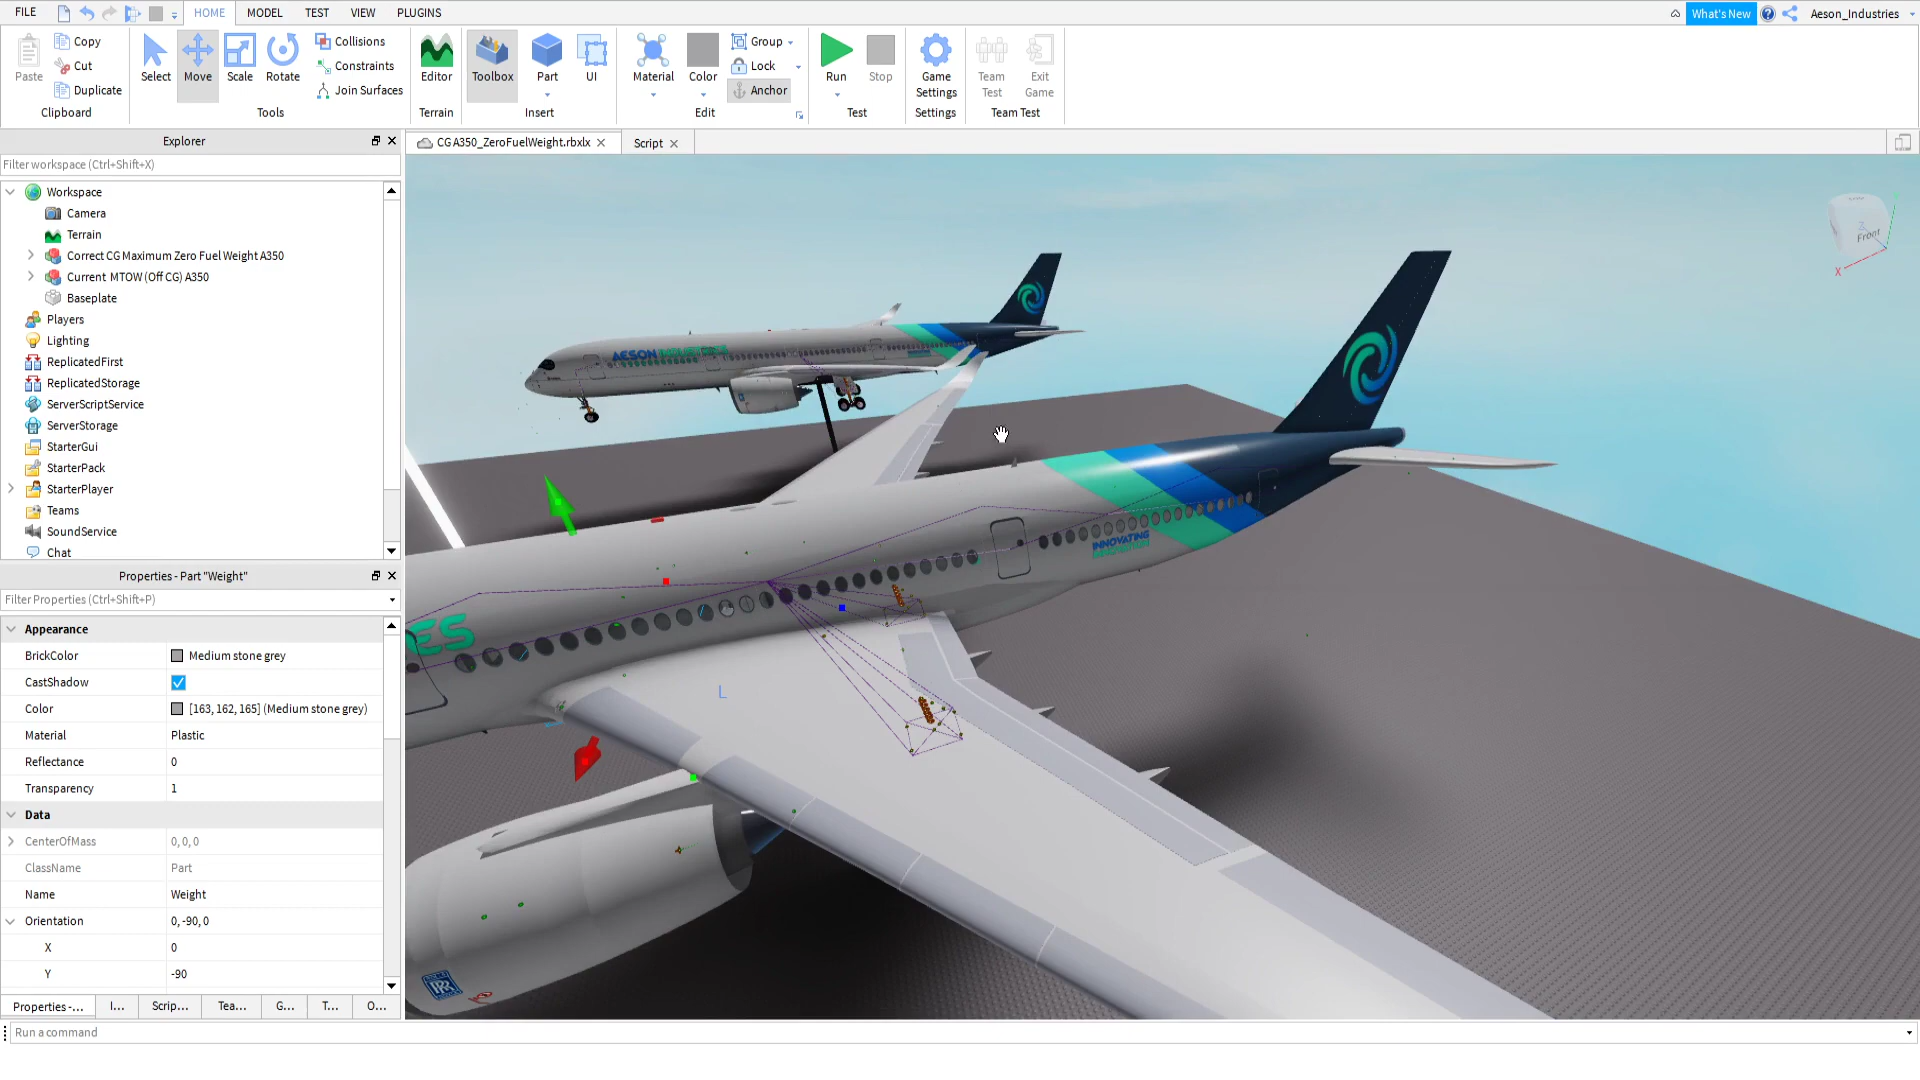 FILE
HOME
MODEL
TEST
VIEW
PLUGINS
What's New
Aeson_Industries
Paste
Copy
Cut
Duplicate
Clipboard
Select
Move
Scale
Rotate
Collisions
Constraints
Join Surfaces
Tools
Editor
Terrain
Toolbox
Part
UI
Insert
Material
Color
Group
Lock
Anchor
Edit
Run
Stop
Test
Game
Settings
Settings
Team
Test
Exit
Game
Team Test
Explorer
Filter workspace (Ctrl+Shift+X)
Workspace
Camera
Terrain
Correct CG Maximum Zero Fuel Weight A350
Current MTOW (Off CG) A350
Baseplate
Players
Lighting
ReplicatedFirst
ReplicatedStorage
ServerScriptService
ServerStorage
StarterGui
StarterPack
StarterPlayer
Teams
SoundService
Chat
Properties - Part "Weight"
Filter Properties (Ctrl+Shift+P)
Appearance
BrickColor Medium stone grey
CastShadow
Color [163, 162, 165] (Medium stone grey)
Material Plastic
Reflectance 0
Transparency 1
Data
CenterOfMass 0, 0, 0
ClassName Part
Name Weight
Orientation 0, -90, 0
X 0
Y -90
Properties -... I... Scrip... Tea... G... T... O...
Run a command
CG A350_ZeroFuelWeight.rbxlx
Script
Front
X
AESON INDUSTRIES
INNOVATING
ES
L
RR